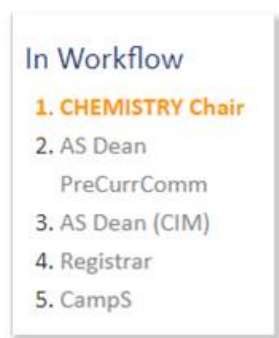 In Workflow
1. CHEMISTRY Chair
2. AS Dean
PreCurrComm
3. AS Dean (CIM)
4. Registrar
5. CampS